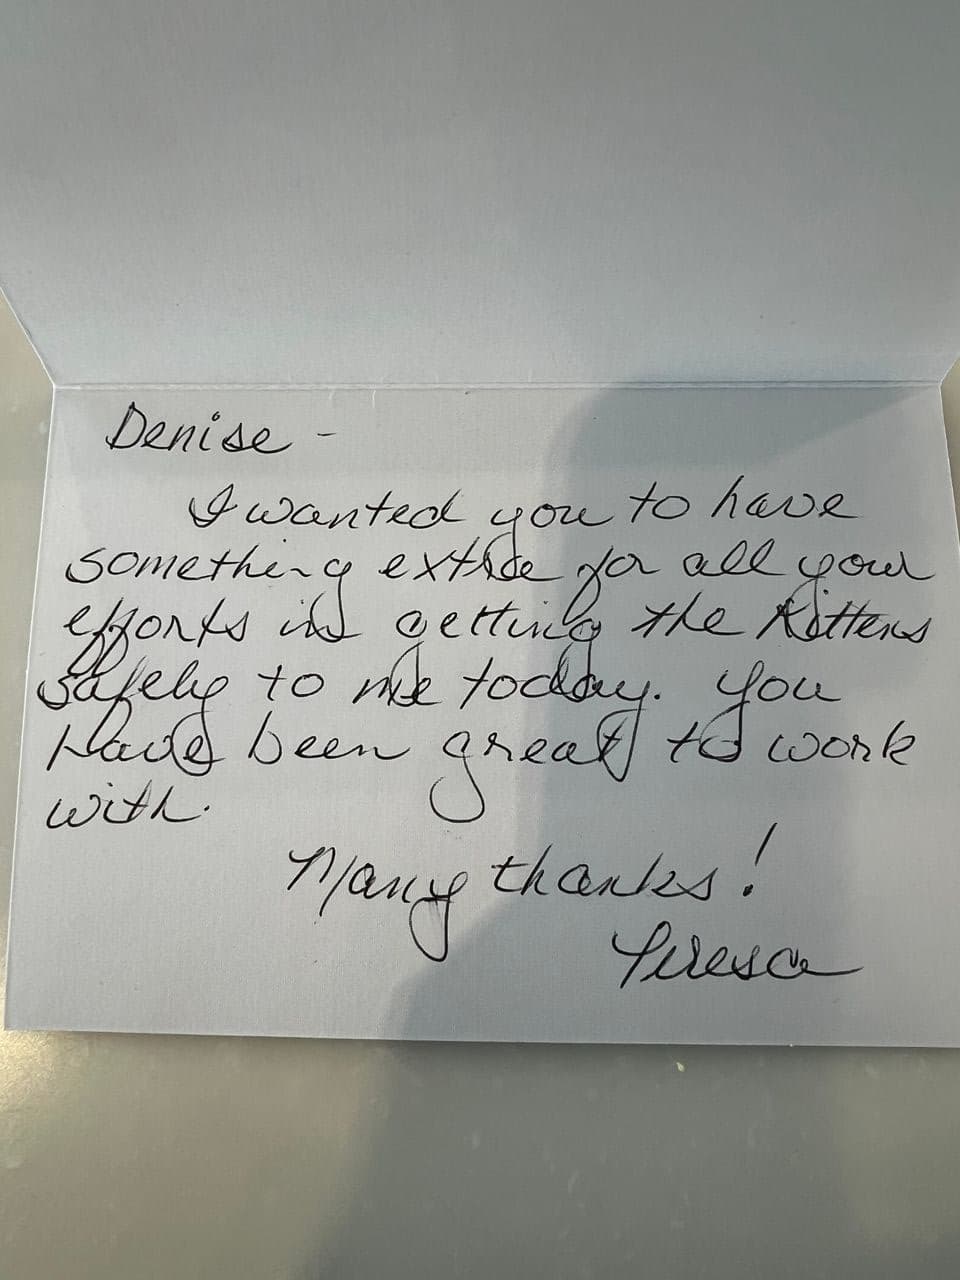 Denise -
I wanted you to have
something extra for all your
efforts in getting the kittens
safely to me today. You
have been great to work
with.
Many thanks!
Teresa